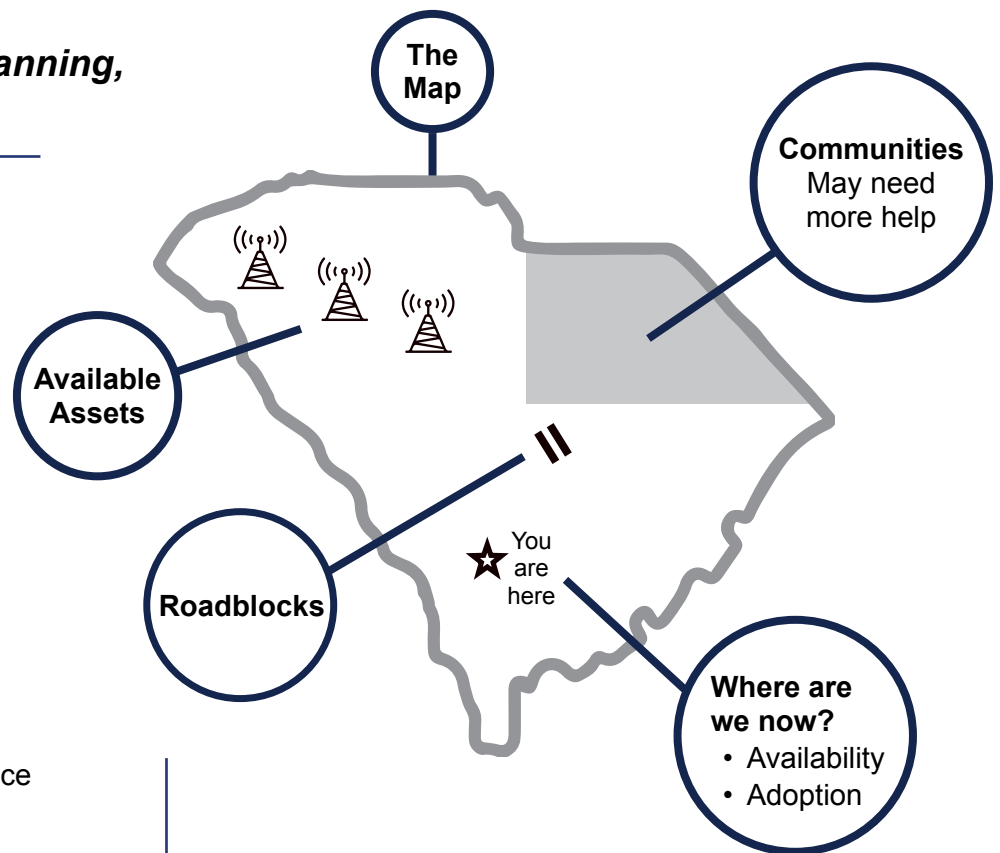 anning,
The
Map
Communities
May need
more help
Available
Assets
Roadblocks
You
are
here
Where are
we now?
• Availability
• Adoption
ce